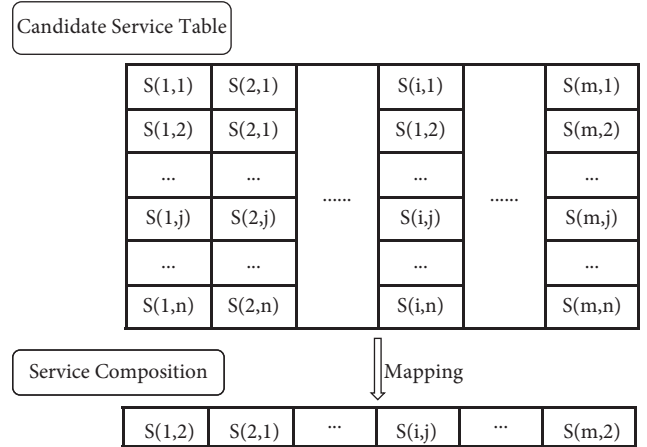 Candidate Service Table
S(1,1) S(2,1) S(i,1) S(m,1)
S(1,2) S(2,1) S(1,2) S(m,2)
... ... ... ...
...... ......
S(1,j) S(2,j) S(i,j) S(m,j)
... ... ... ...
S(1,n) S(2,n) S(i,n) S(m,n)
Mapping
Service Composition
S(1,2) S(2,1) ... S(i,j) ... S(m,2)